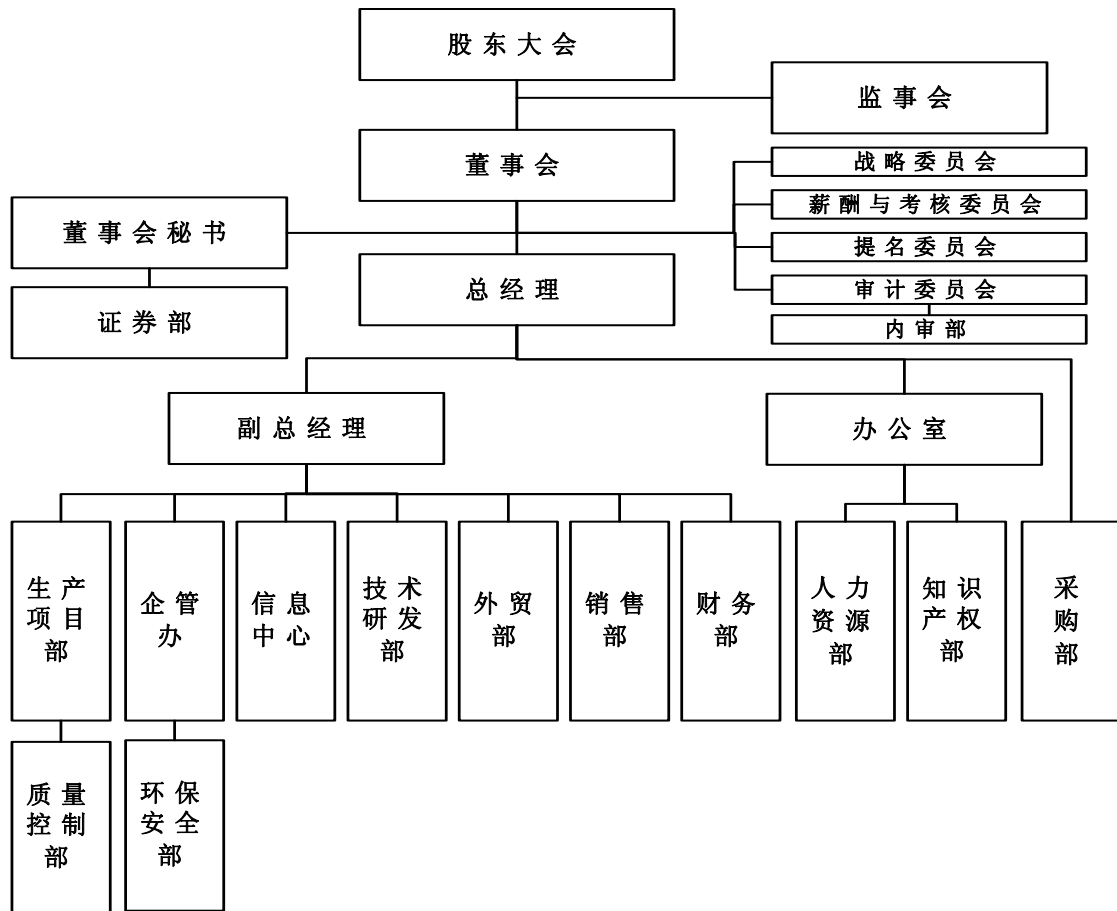 股东大会
监事会
董事会
战略委员会
薪酬与考核委员会
董事会秘书
提名委员会
总经理
审计委员会
证券部
内审部
副总经理
办公室
生产
项目
部
企管
办
信息
中心
技术
研发
部
外贸
部
销售
部
财务
部
人力
资源
部
知识
产权
部
采
购
部
质量
控制
部
环保
安全
部